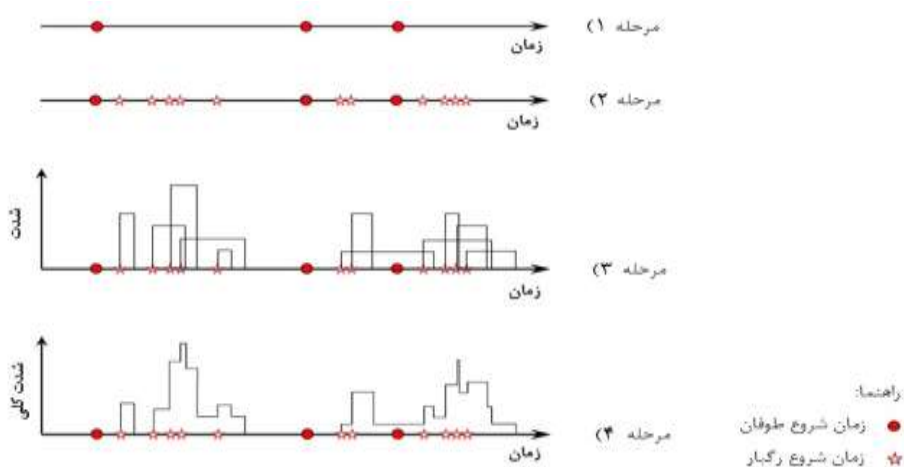 مرحله ۱)
زمان
مرحله ۲)
زمان
شدت
مرحله ۳)
زمان
شدت کلی
مرحله ۴)
زمان
راهنما:
زمان شروع طوفان
زمان شروع رگبار